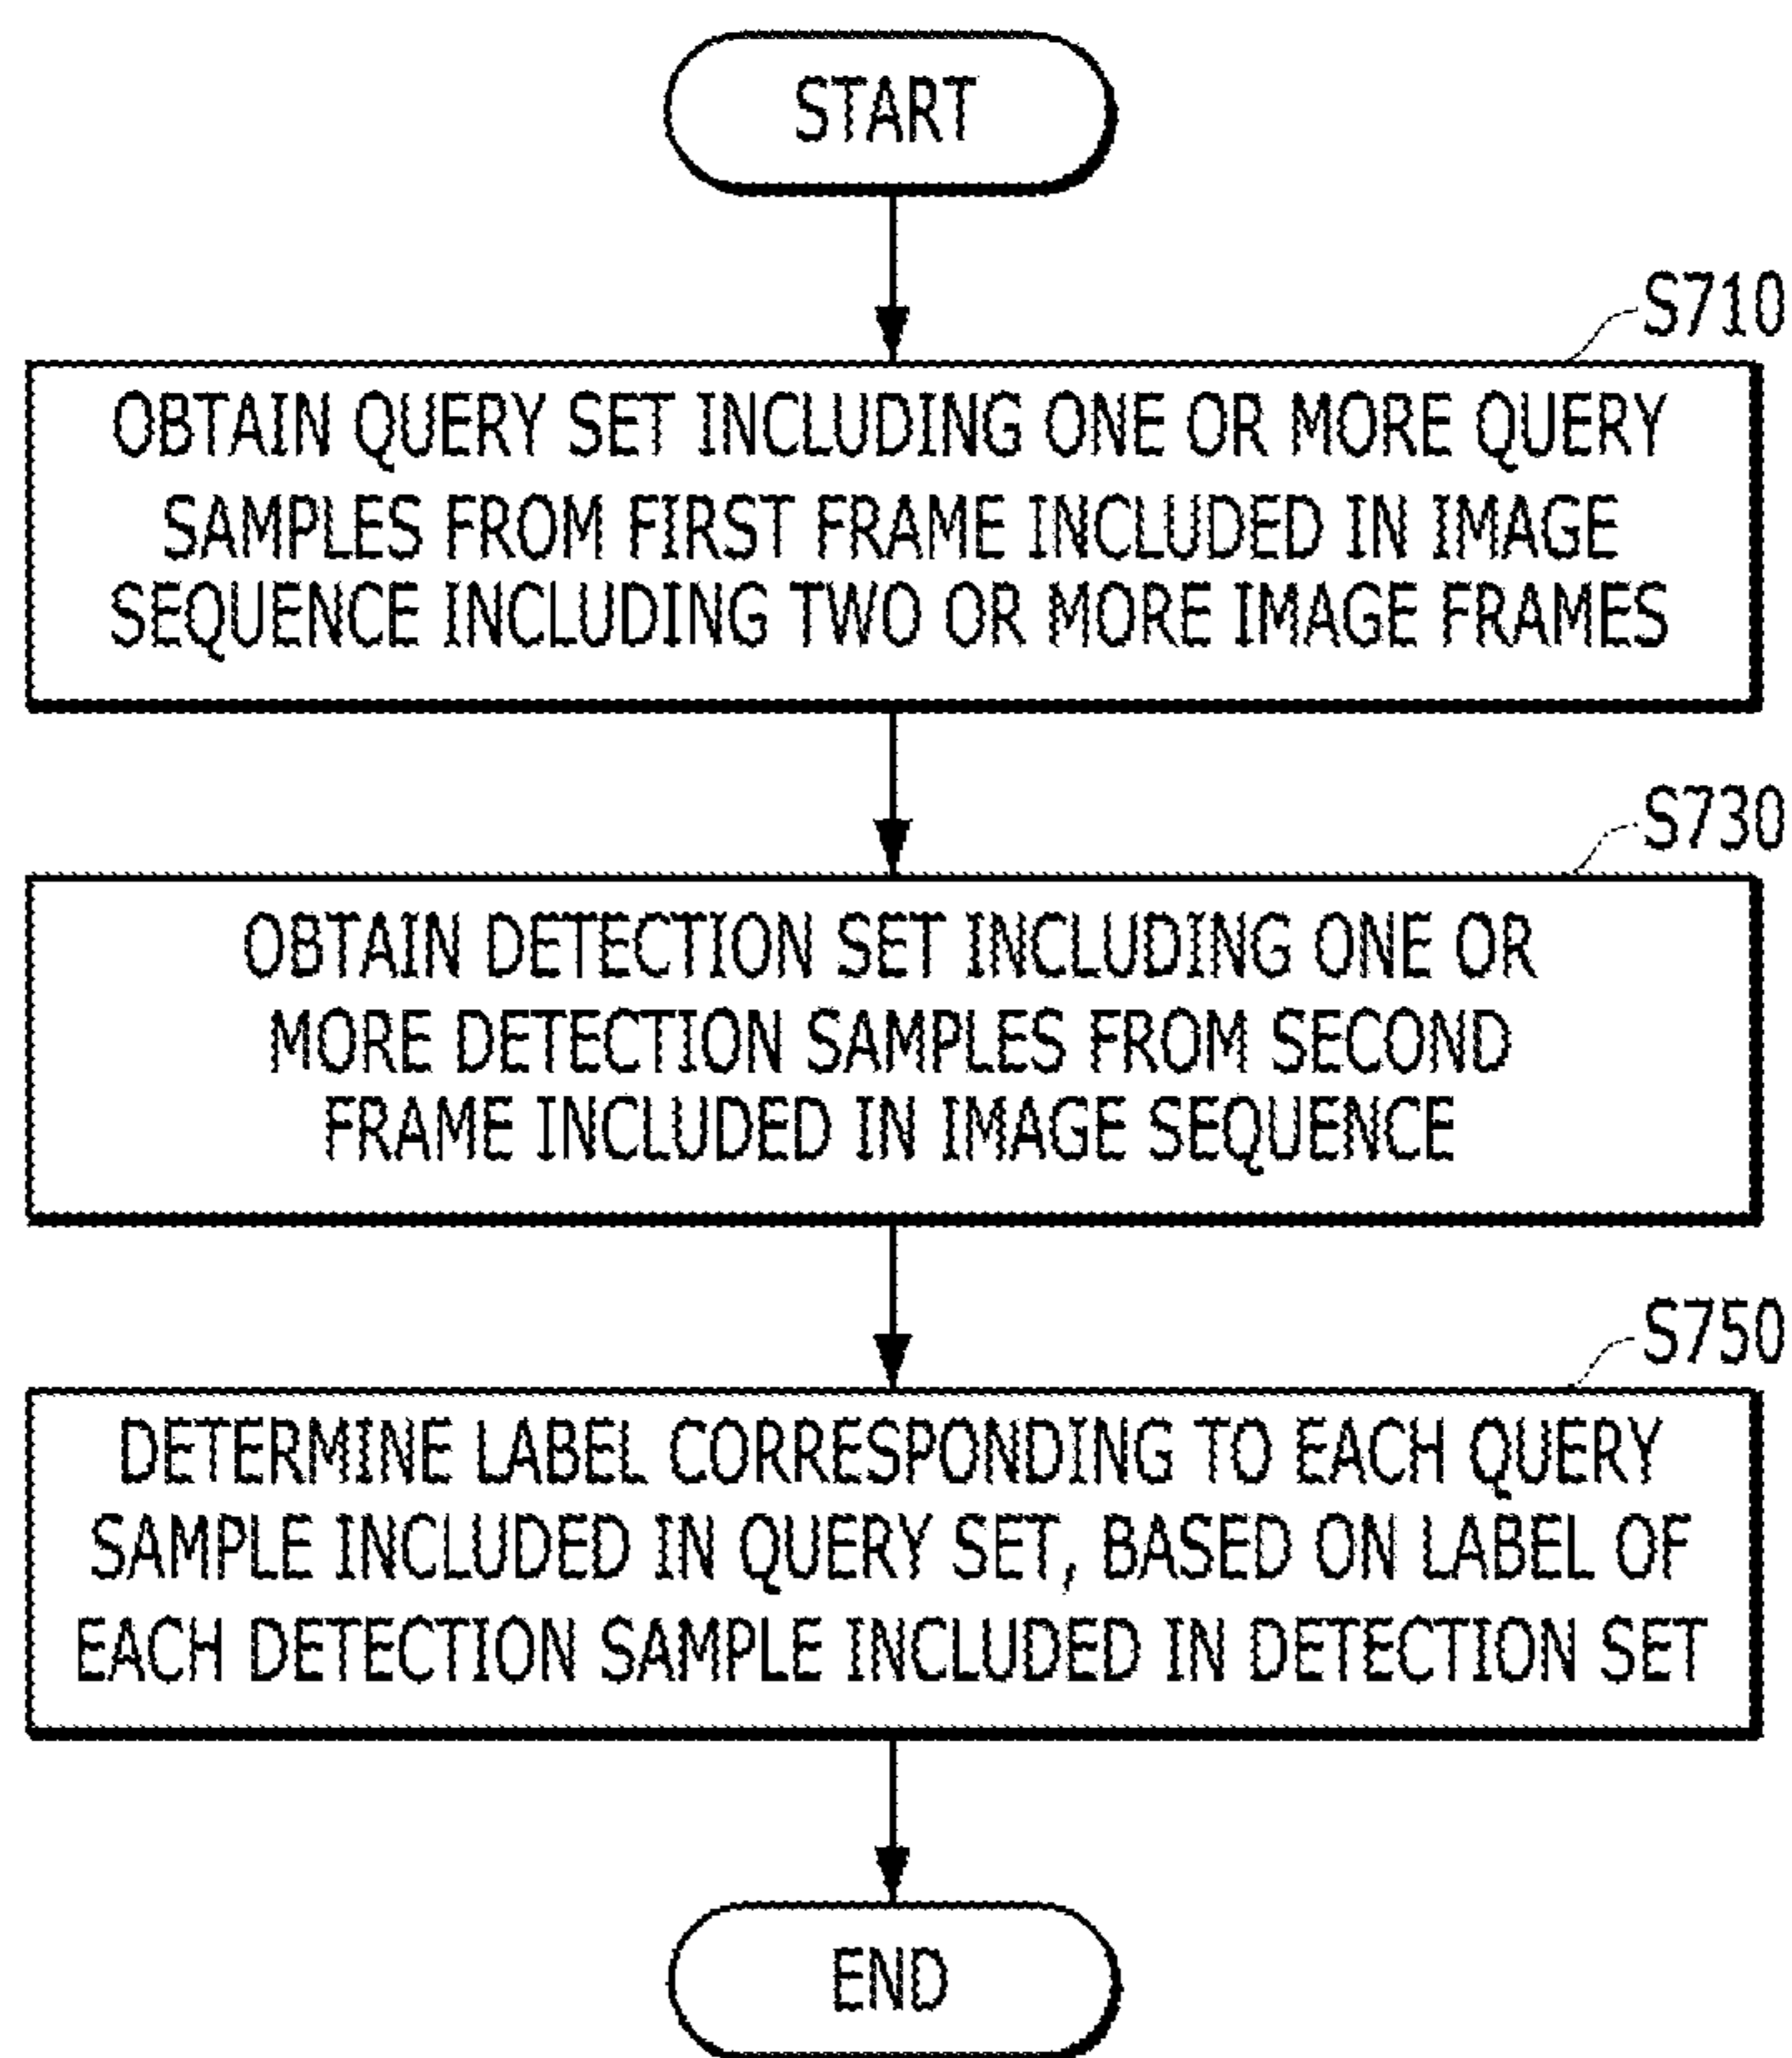 START
S710
OBTAIN QUERY SET INCLUDING ONE OR MORE QUERY
SAMPLES FROM FIRST FRAME INCLUDED IN IMAGE
SEQUENCE INCLUDING TWO OR MORE IMAGE FRAMES
S730
OBTAIN DETECTION SET INCLUDING ONE OR
MORE DETECTION SAMPLES FROM SECOND
FRAME INCLUDED IN IMAGE SEQUENCE
S750
DETERMINE LABEL CORRESPONDING TO EACH QUERY
SAMPLE INCLUDED IN QUERY SET, BASED ON LABEL OF
EACH DETECTION SAMPLE INCLUDED IN DETECTION SET
END